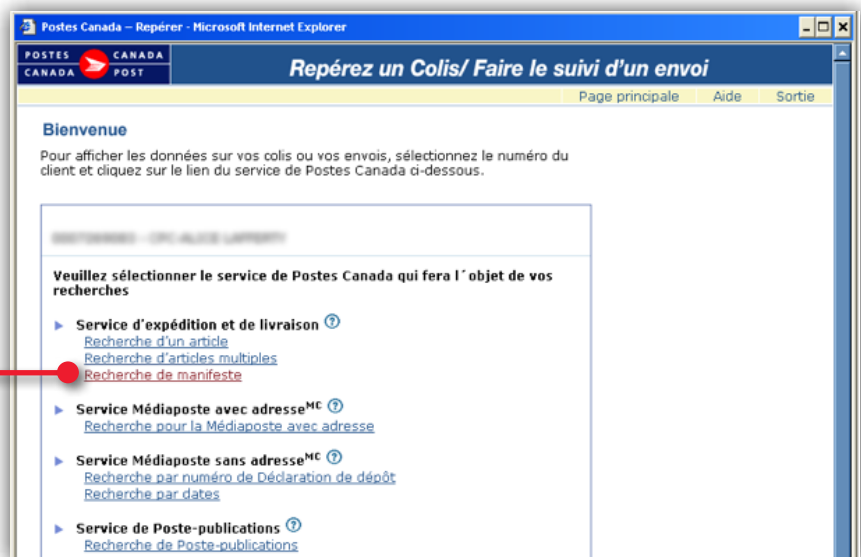 Postes Canada – Repérer - Microsoft Internet Explorer
POSTES CANADA
CANADA POST
Repérez un Colis/ Faire le suivi d'un envoi
Page principale Aide Sortie
Bienvenue
Pour afficher les données sur vos colis ou vos envois, sélectionnez le numéro du
client et cliquez sur le lien du service de Postes Canada ci-dessous.
Veuillez sélectionner le service de Postes Canada qui fera l´objet de vos
recherches
Service d'expédition et de livraison ?
Recherche d'un article
Recherche d'articles multiples
Recherche de manifeste
Service Médiaposte avec adresseMC ?
Recherche pour la Médiaposte avec adresse
Service Médiaposte sans adresseMC ?
Recherche par numéro de Déclaration de dépôt
Recherche par dates
Service de Poste-publications ?
Recherche de Poste-publications